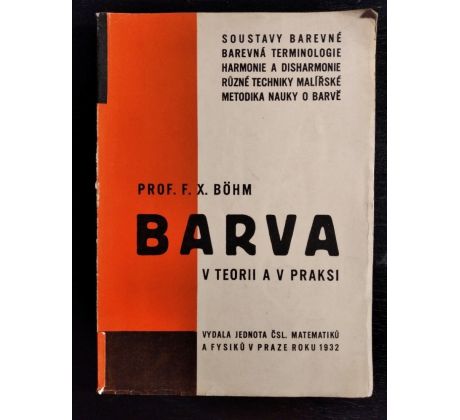 SOUSTAVY BAREVNÉ
BAREVNÁ TERMINOLOGIE
HARMONIE A DISHARMONIE
RŮZNÉ TECHNIKY MALÍŘSKÉ
METODIKA NAUKY O BARVĚ
PROF. F. X. BÖHM
BARVA
V TEORII A V PRAKSI
VYDALA JEDNOTA ČSL. MATEMATIKŮ
A FYSIKŮ V PRAZE ROKU 1932